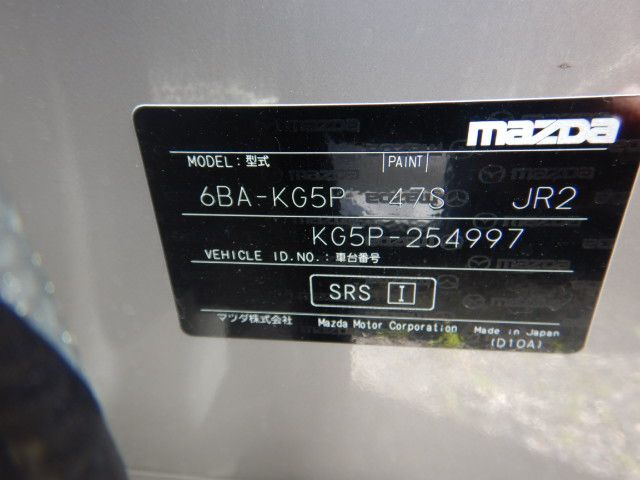 mazda
MODEL: 型式 PAINT
6BA-KG5P 47S JR2
KG5P-254997
VEHICLE ID.NO.: 車台番号
SRS I
マツダ株式会社 Mazda Motor Corporation Made in Japan
(D10A)